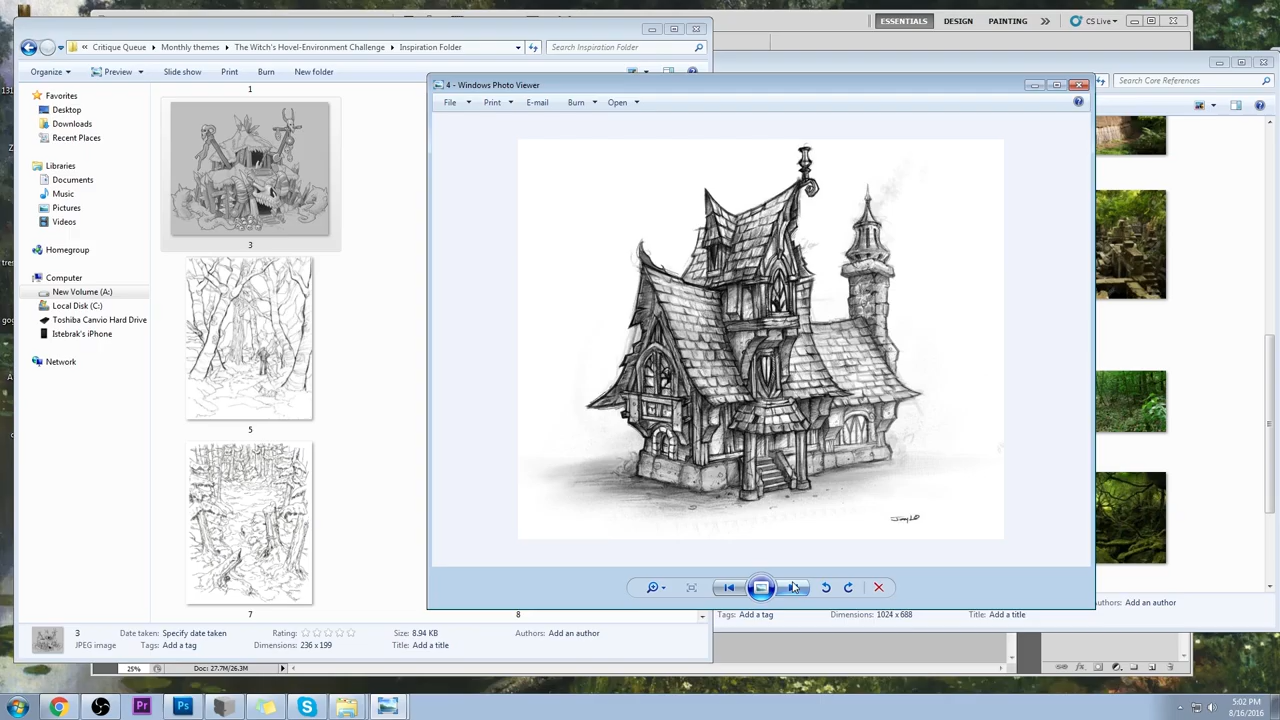 ESSENTIALS DESIGN PAINTING CS Live
Critique Queue Monthly themes The Witch's Hovel-Environment Challenge Inspiration Folder
Search Inspiration Folder
Search Core References
Organize Preview Slide show Print Burn New folder
4 - Windows Photo Viewer
File Print E-mail Burn Open
Favorites
Desktop
Downloads
Recent Places
Libraries
Documents
Music
Pictures
Videos
Homegroup
Computer
New Volume (A:)
Local Disk (C:)
Toshiba Canvio Hard Drive
Istebrak's iPhone
Network
1
3
5
7
8
3 Date taken: Specify date taken Rating: Size: 8.94 KB Authors: Add an author
JPEG image Tags: Add a tag Dimensions: 236 x 199 Title: Add a title
Tags: Add a tag Dimensions: 1024 x 688 Title: Add a title
Add an author
25% Doc: 27.7M/26.3M
5:02 PM
8/16/2016